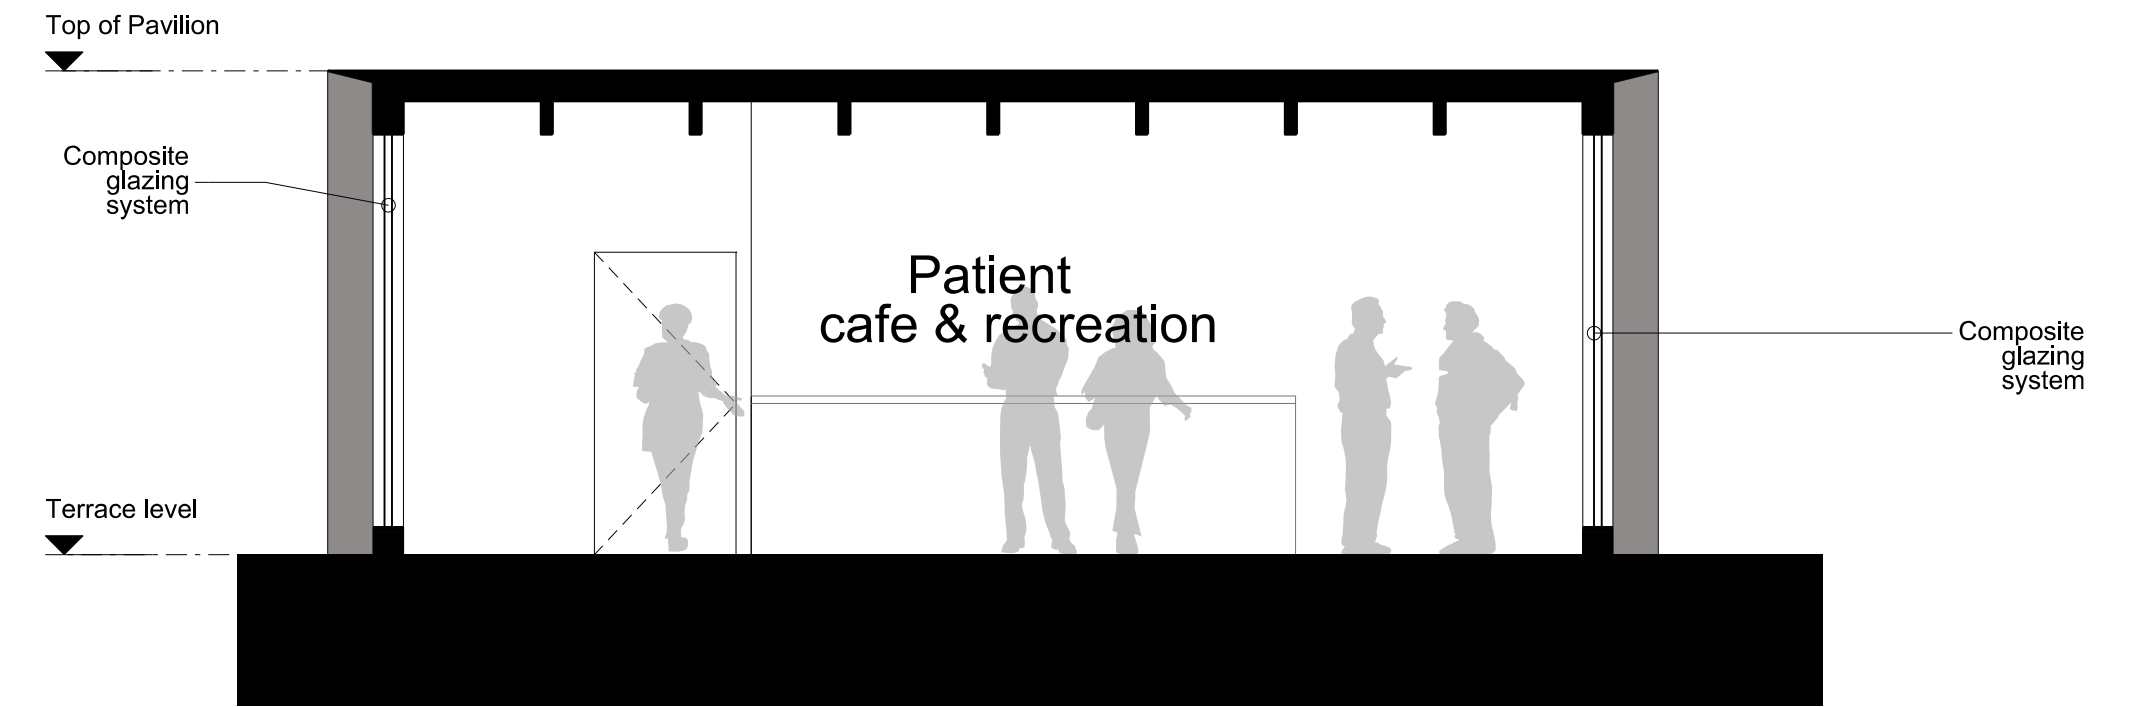 Top of Pavilion
Composite
glazing
system
Patient
cafe & recreation
Composite
glazing
system
Terrace level